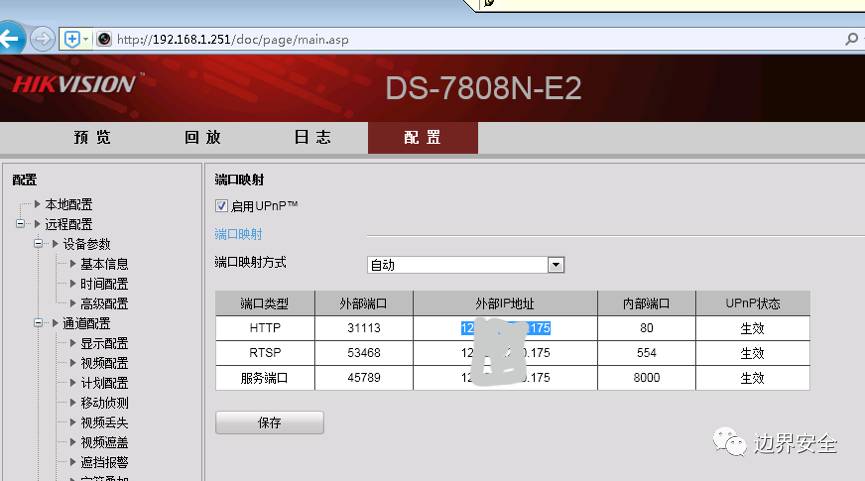 http://192.168.1.251/doc/page/main.asp
HIKVISION™ DS-7808N-E2
预览 回放 日志 配置
配置
本地配置
远程配置
设备参数
基本信息
时间配置
高级配置
通道配置
显示配置
视频配置
计划配置
移动侦测
视频丢失
视频遮盖
遮挡报警
端口映射
启用UPnP™
端口映射
端口映射方式 自动
端口类型 外部端口 外部IP地址 内部端口 UPnP状态
HTTP 31113 12 175 80 生效
RTSP 53468 12 0.175 554 生效
服务端口 45789 12 .175 8000 生效
保存
边界安全